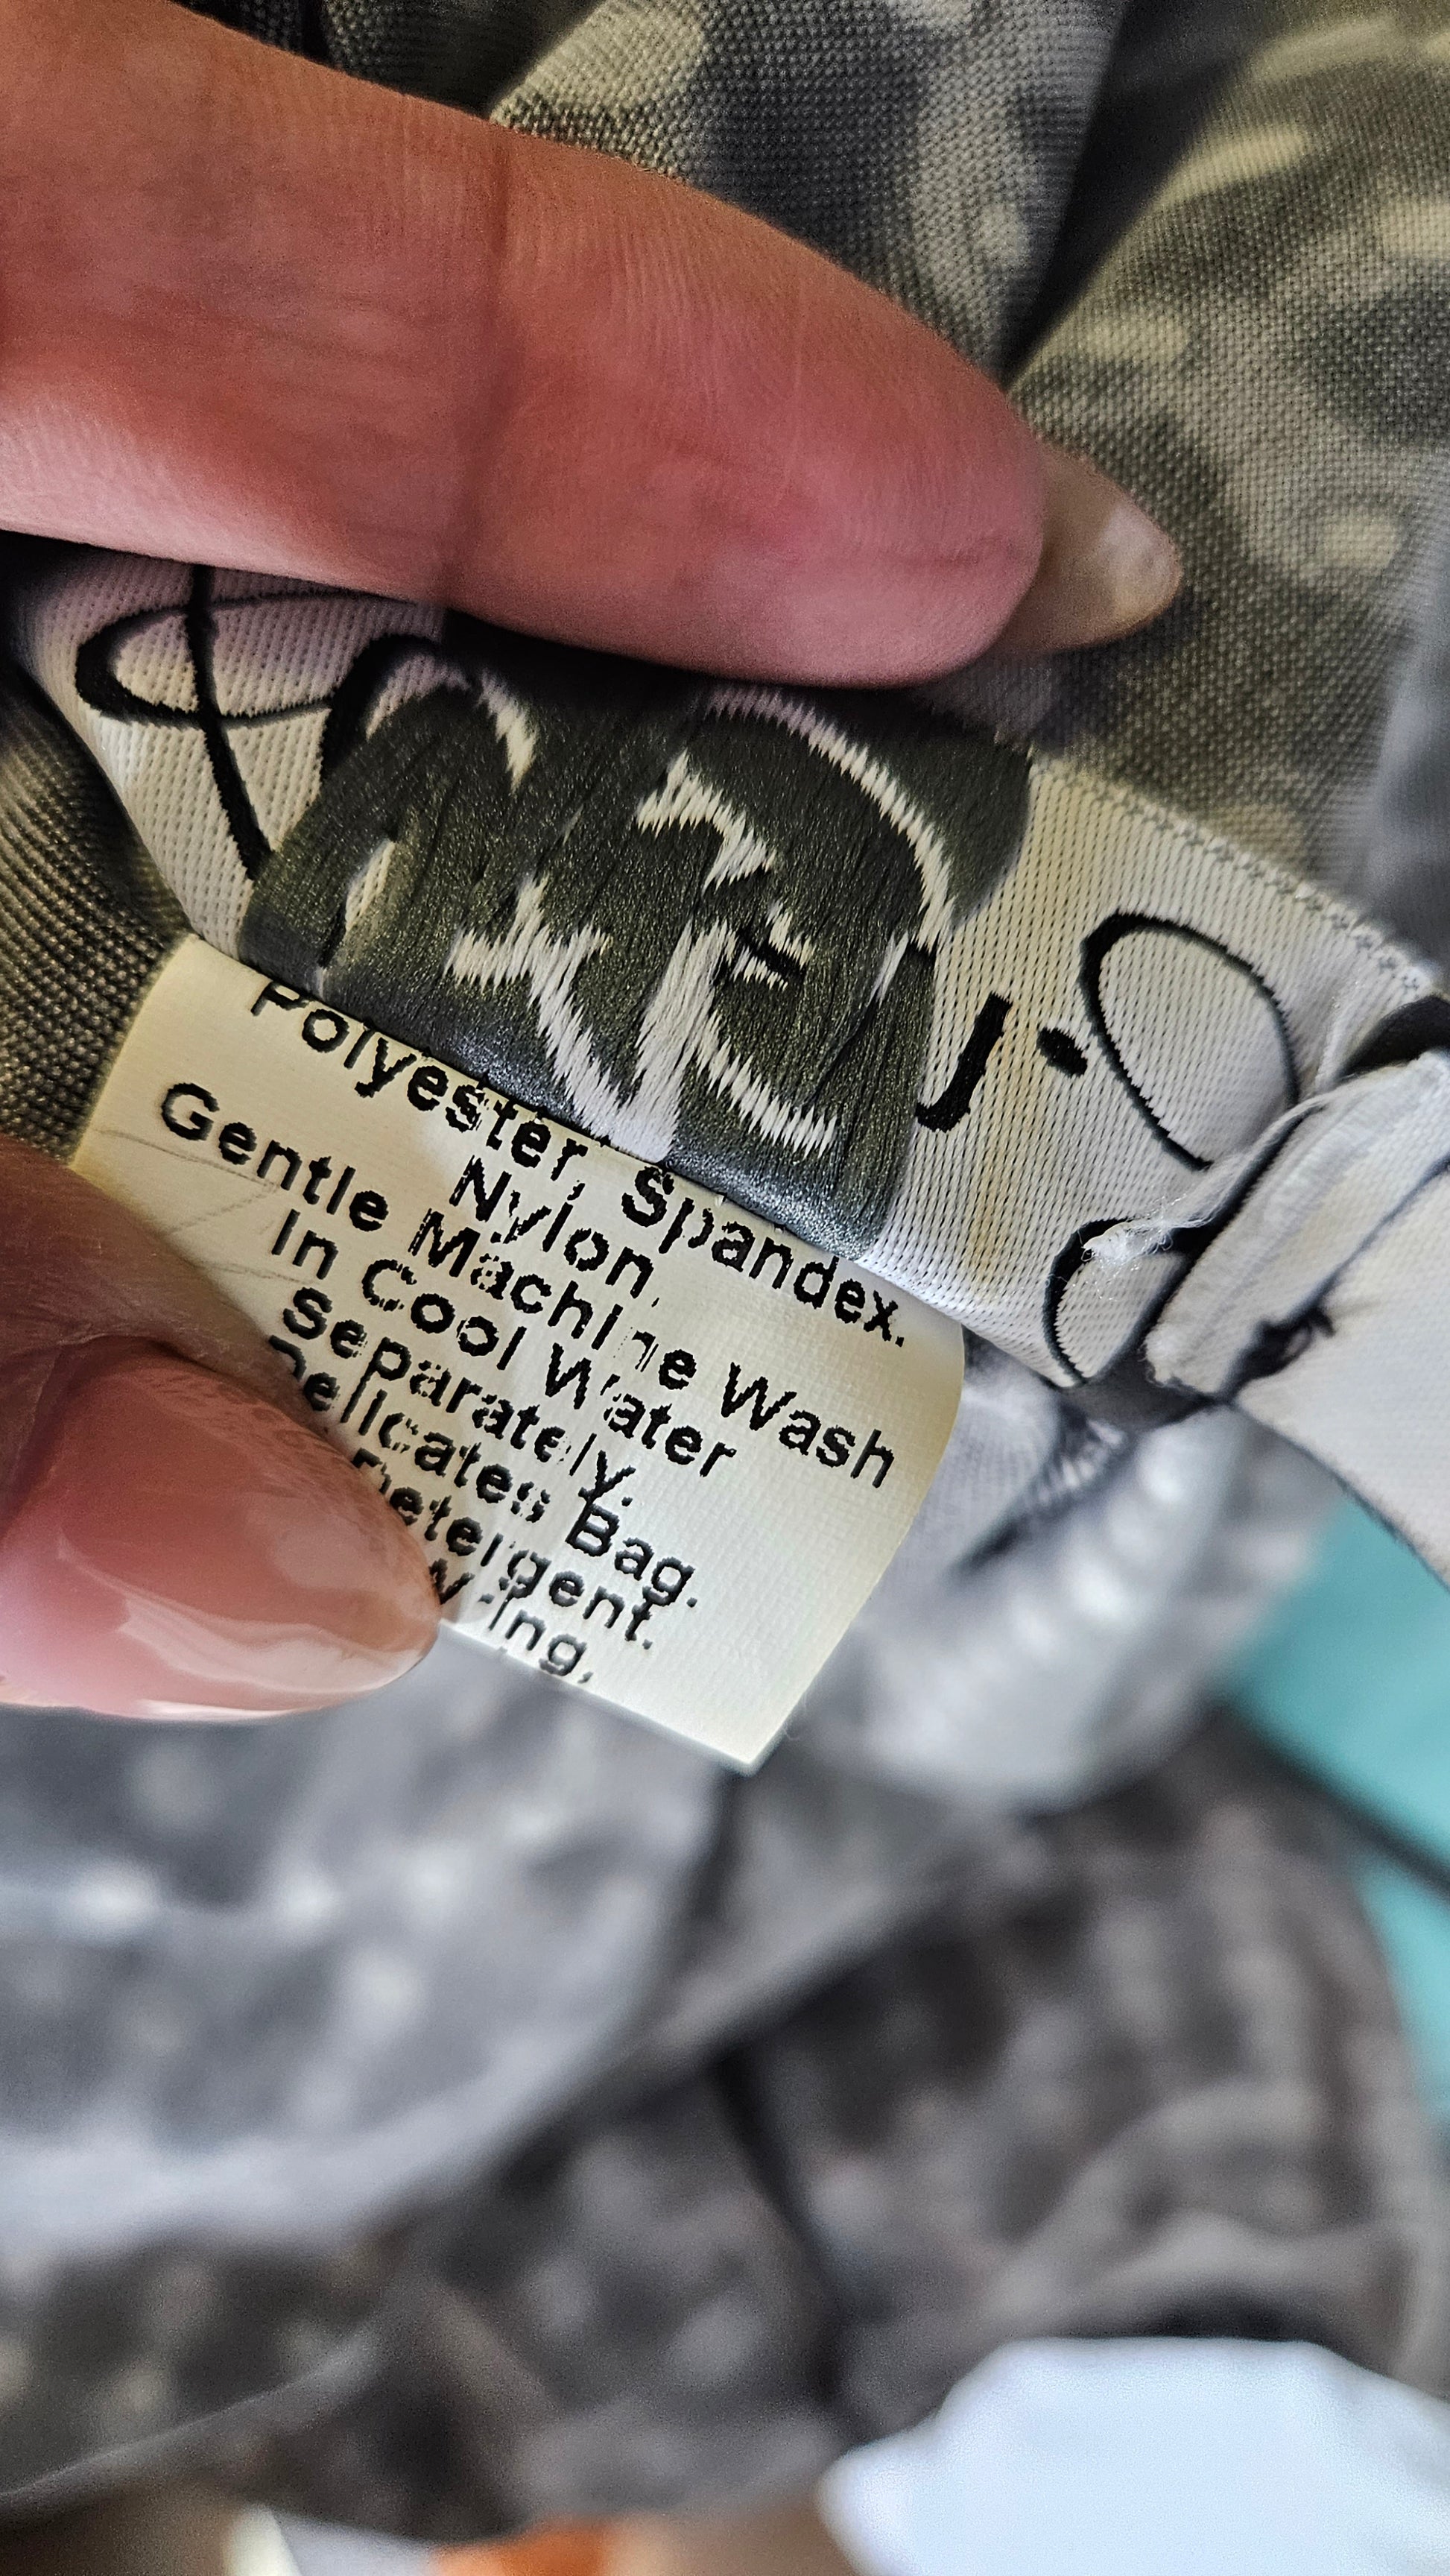 Polyester, Spandex.
Nylon.
Gentle Machine Wash
In Cool Water
Separately.
Delicates Bag.
Detergent.